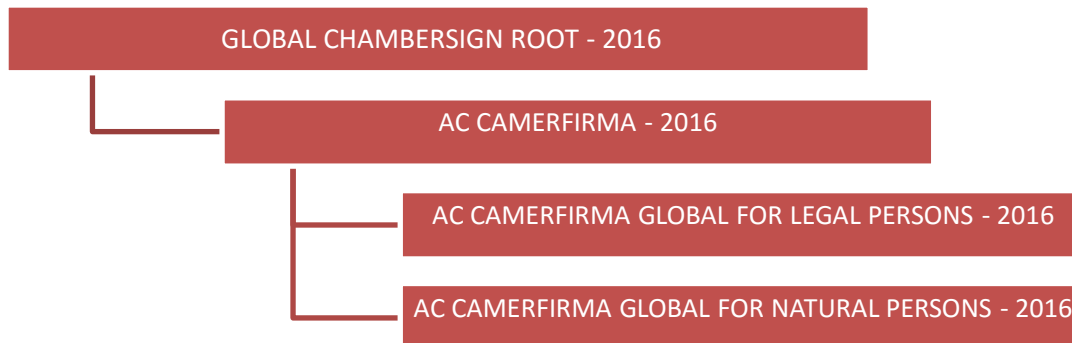 GLOBAL CHAMBERSIGN ROOT - 2016
AC CAMERFIRMA - 2016
AC CAMERFIRMA GLOBAL FOR LEGAL PERSONS - 2016
AC CAMERFIRMA GLOBAL FOR NATURAL PERSONS - 2016